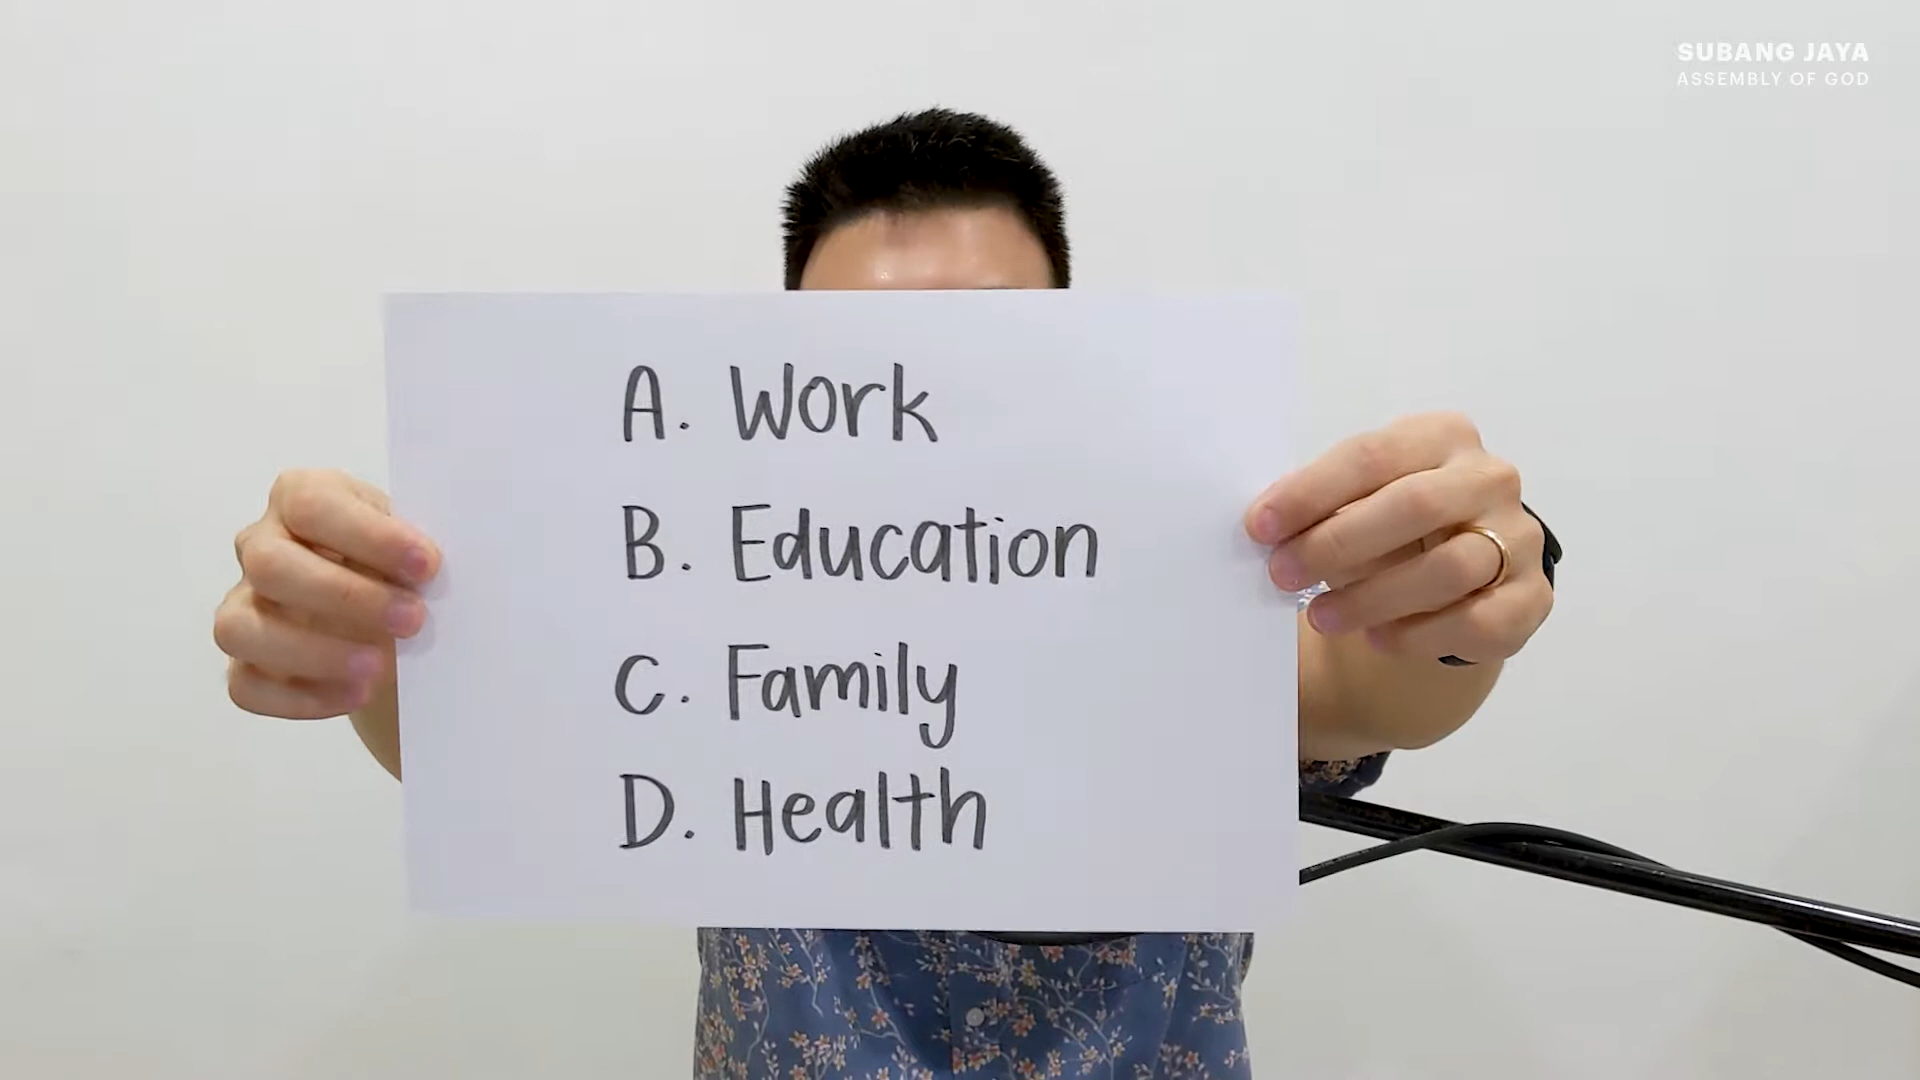 SUBANG JAYA
ASSEMBLY OF GOD
A. Work
B. Education
C. Family
D. Health